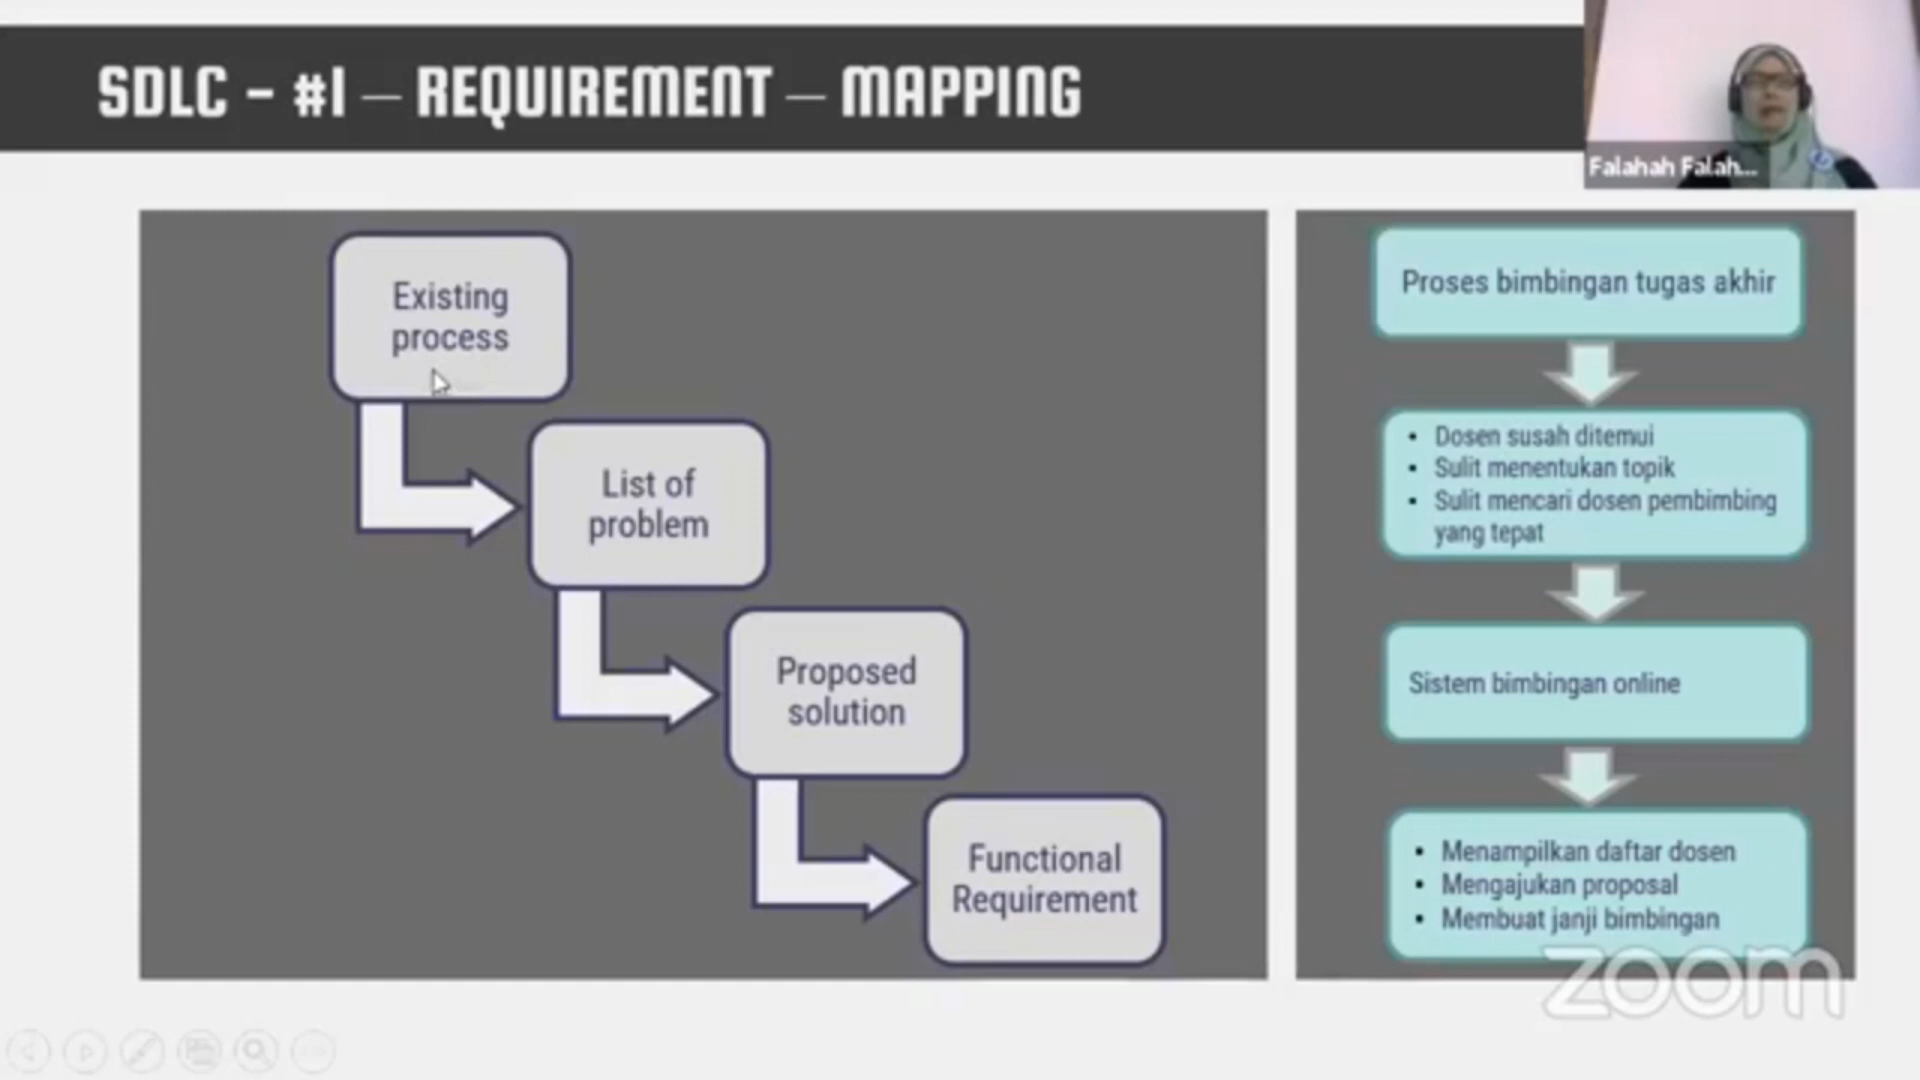 SDLC - #1 – REQUIREMENT – MAPPING
Falahah Falah...
Existing
process
List of
problem
Proposed
solution
Functional
Requirement
Proses bimbingan tugas akhir
• Dosen susah ditemui
• Sulit menentukan topik
• Sulit mencari dosen pembimbing
yang tepat
Sistem bimbingan online
• Menampilkan daftar dosen
• Mengajukan proposal
• Membuat janji bimbingan
zoom